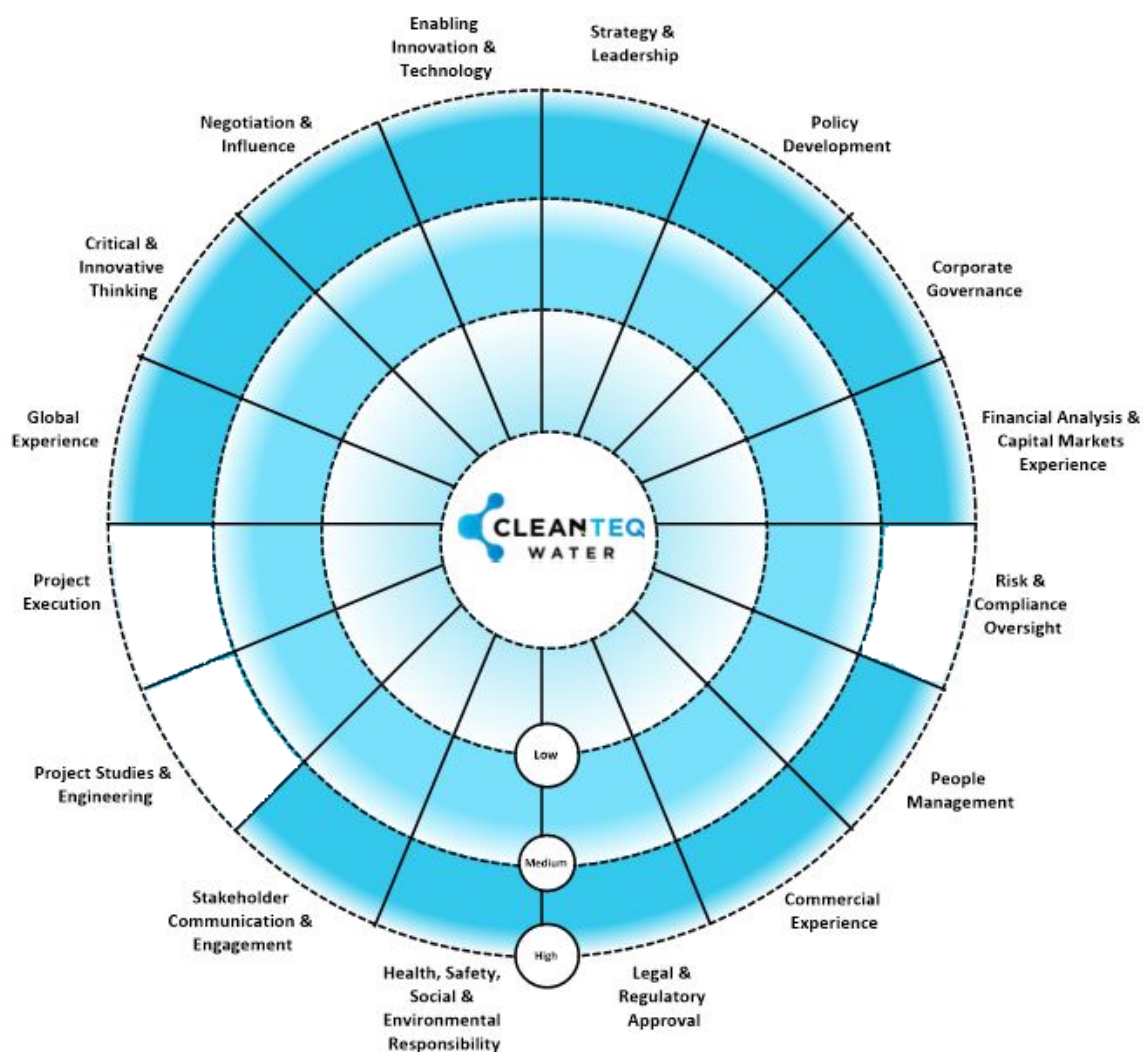 Enabling
Innovation &
Technology
Strategy &
Leadership
Policy
Development
Corporate
Governance
Financial Analysis &
Capital Markets
Experience
Risk &
Compliance
Oversight
People
Management
Commercial
Experience
Legal &
Regulatory
Approval
Health, Safety,
Social &
Environmental
Responsibility
Stakeholder
Communication &
Engagement
Project Studies &
Engineering
Project
Execution
Global
Experience
Critical &
Innovative
Thinking
Negotiation &
Influence
CLEANTEQ
WATER
Low
Medium
High